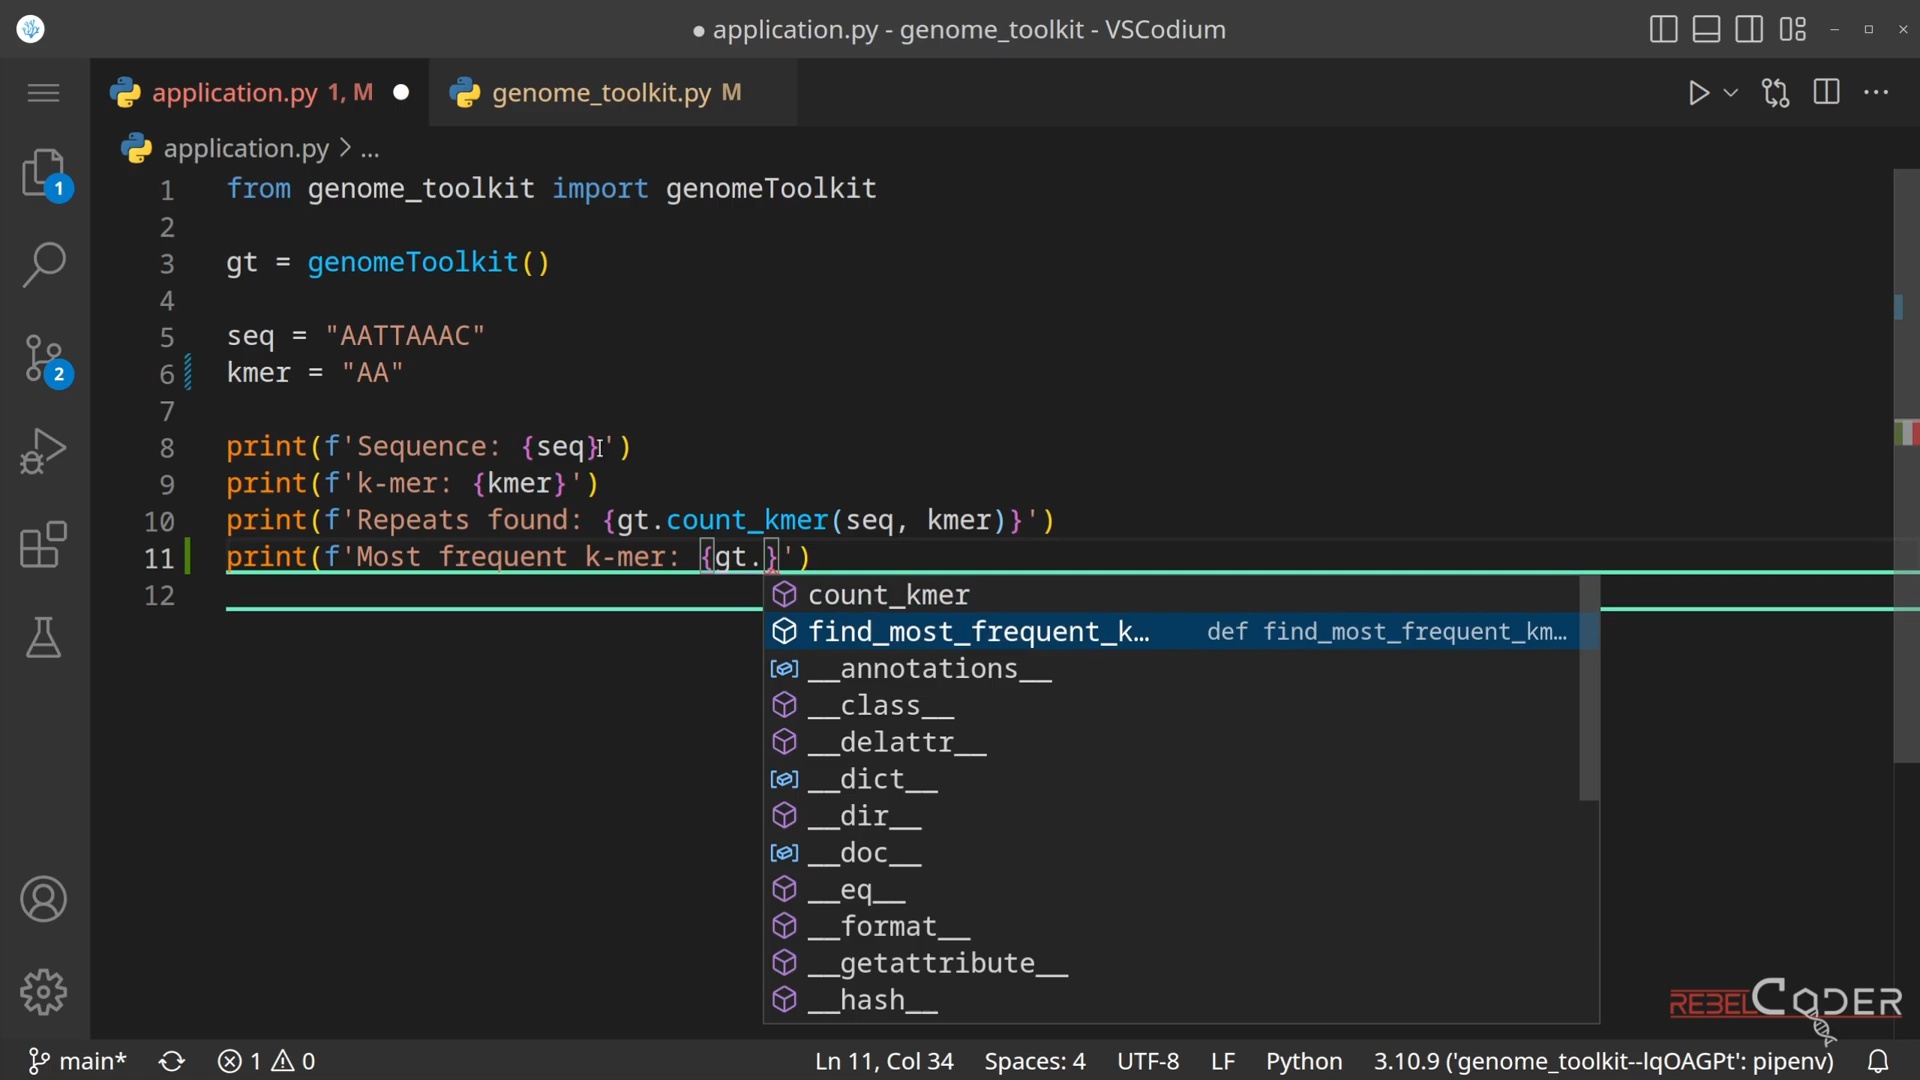 ● application.py - genome_toolkit - VSCodium
application.py 1, M ●
genome_toolkit.py M
application.py > ...
1 from genome_toolkit import genomeToolkit
2
3 gt = genomeToolkit()
4
5 seq = "AATTAAAC"
6 kmer = "AA"
7
8 print(f'Sequence: {seq}')
9 print(f'k-mer: {kmer}')
10 print(f'Repeats found: {gt.count_kmer(seq, kmer)}')
11 print(f'Most frequent k-mer: {gt.}')
12
1
2
count_kmer
find_most_frequent_k… def find_most_frequent_km…
__annotations__
__class__
__delattr__
__dict__
__dir__
__doc__
__eq__
__format__
__getattribute__
__hash__
REBELCODER
main* 1 0 Ln 11, Col 34 Spaces: 4 UTF-8 LF Python 3.10.9 ('genome_toolkit--lqOAGPt': pipenv)